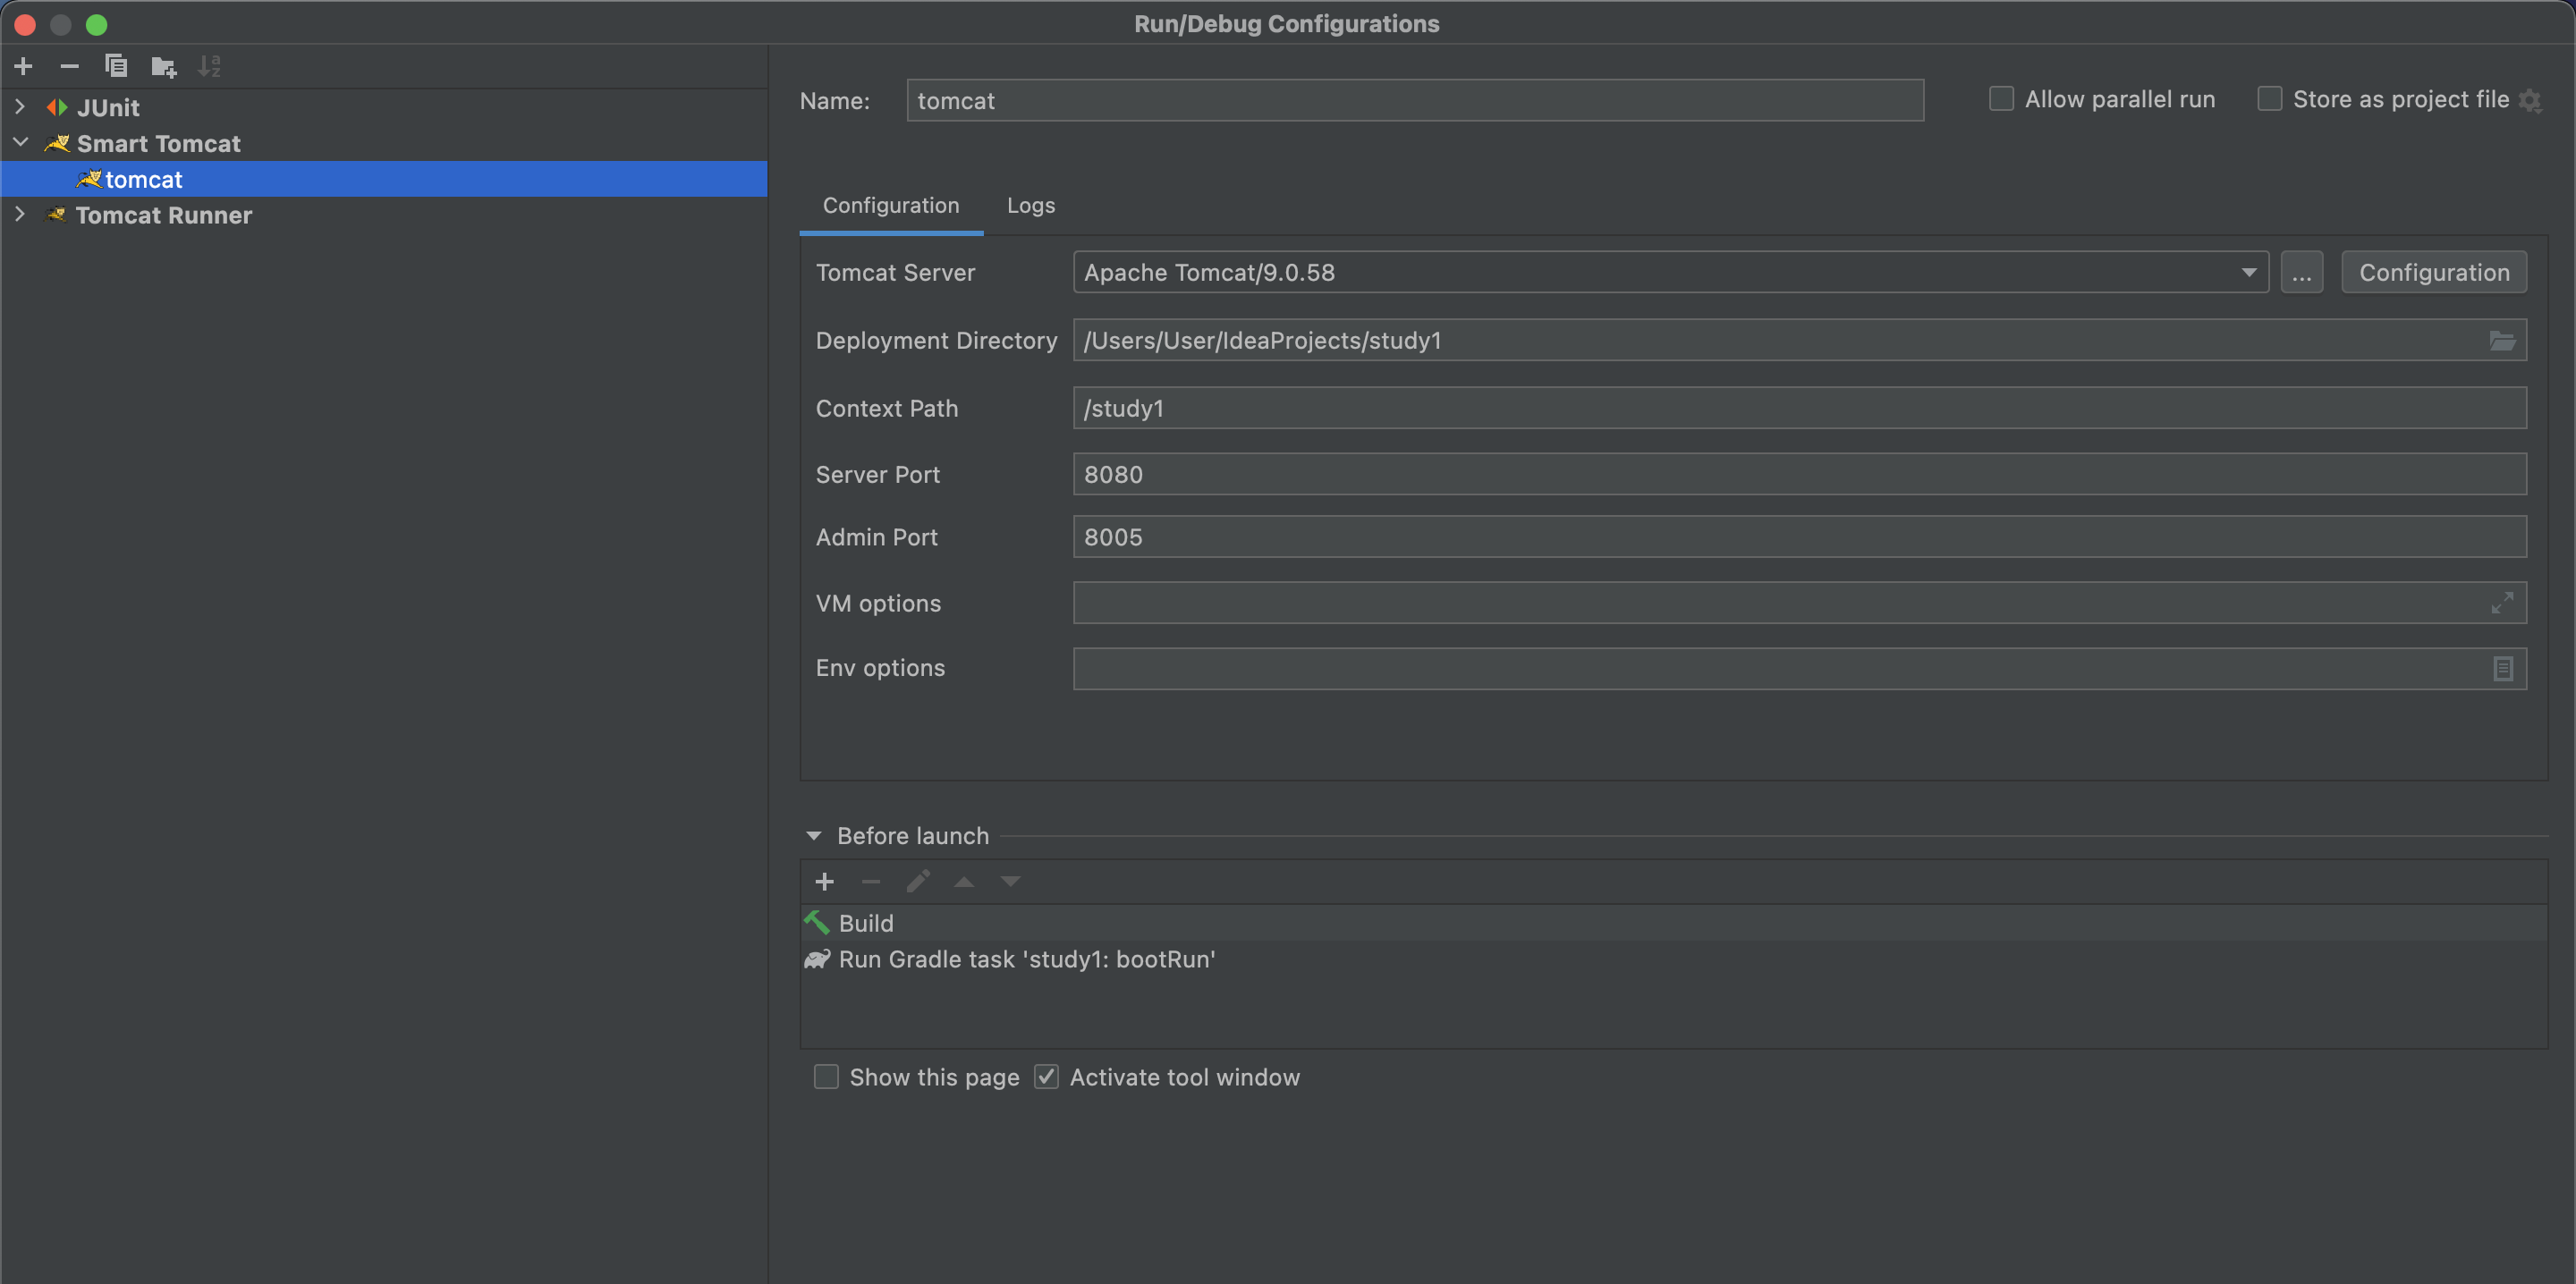 Run/Debug Configurations
JUnit
Smart Tomcat
tomcat
Tomcat Runner
Name: tomcat
Allow parallel run
Store as project file
Configuration
Logs
Tomcat Server Apache Tomcat/9.0.58 ... Configuration
Deployment Directory /Users/User/IdeaProjects/study1
Context Path /study1
Server Port 8080
Admin Port 8005
VM options
Env options
Before launch
Build
Run Gradle task 'study1: bootRun'
Show this page
Activate tool window